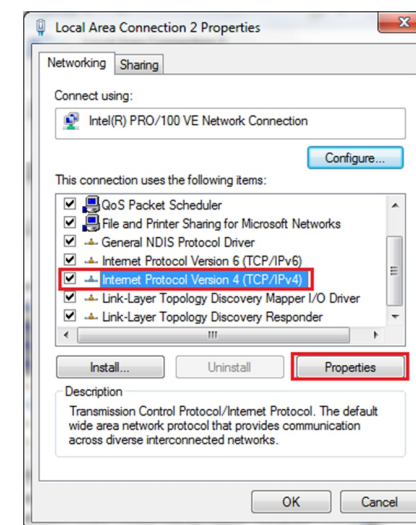 Local Area Connection 2 Properties
Networking
Sharing
Connect using:
Intel(R) PRO/100 VE Network Connection
Configure...
This connection uses the following items:
QoS Packet Scheduler
File and Printer Sharing for Microsoft Networks
General NDIS Protocol Driver
Internet Protocol Version 6 (TCP/IPv6)
Internet Protocol Version 4 (TCP/IPv4)
Link-Layer Topology Discovery Mapper I/O Driver
Link-Layer Topology Discovery Responder
Install...
Uninstall
Properties
Description
Transmission Control Protocol/Internet Protocol. The default
wide area network protocol that provides communication
across diverse interconnected networks.
OK
Cancel